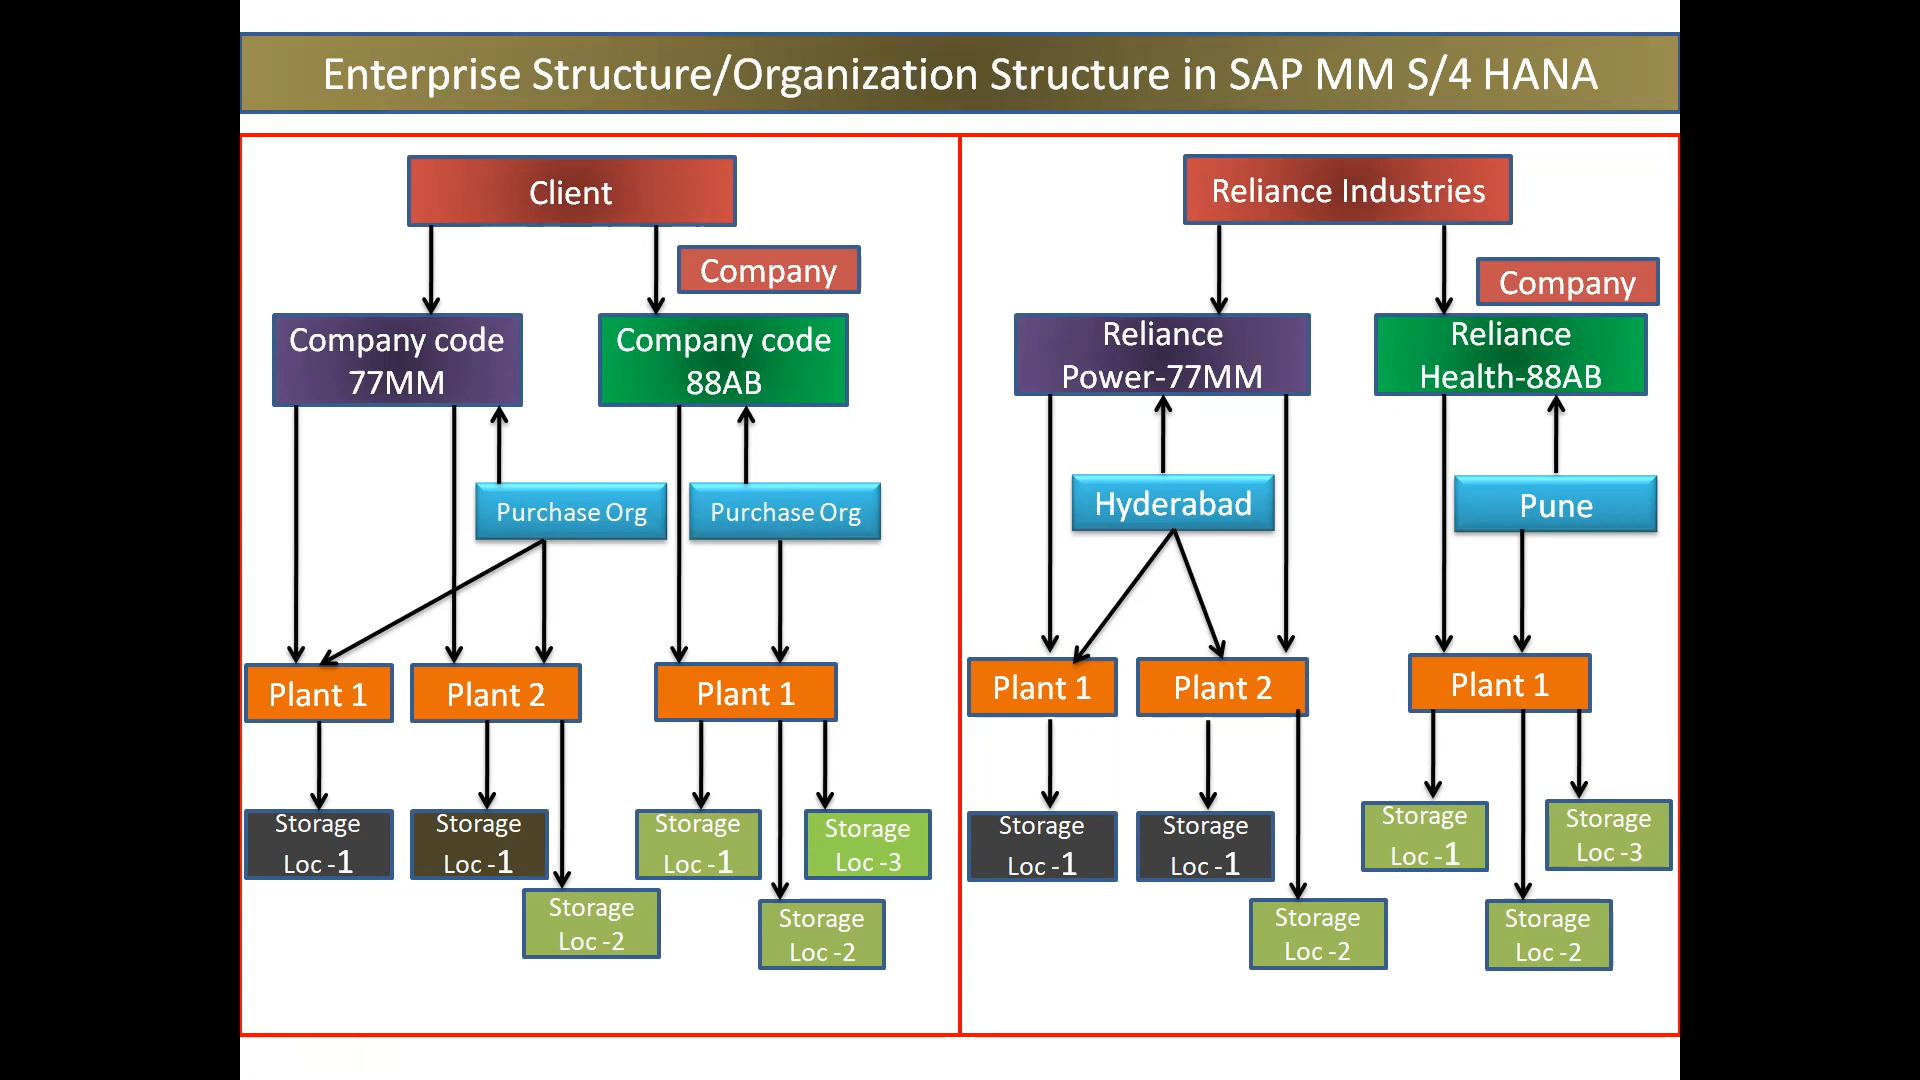 Enterprise Structure/Organization Structure in SAP MM S/4 HANA
Client
Company
Company code
77MM
Company code
88AB
Purchase Org
Purchase Org
Plant 1
Plant 2
Plant 1
Storage
Loc -1
Storage
Loc -1
Storage
Loc -2
Storage
Loc -1
Storage
Loc -3
Storage
Loc -2
Reliance Industries
Company
Reliance
Power-77MM
Reliance
Health-88AB
Hyderabad
Pune
Plant 1
Plant 2
Plant 1
Storage
Loc -1
Storage
Loc -1
Storage
Loc -2
Storage
Loc -1
Storage
Loc -3
Storage
Loc -2